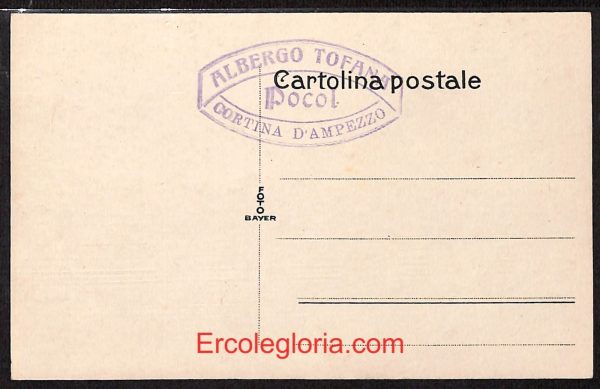 ALBERGO TOFANA
Pocol
CORTINA D'AMPEZZO
Cartolina postale
FOTO
BAYER
Ercolegloria.com